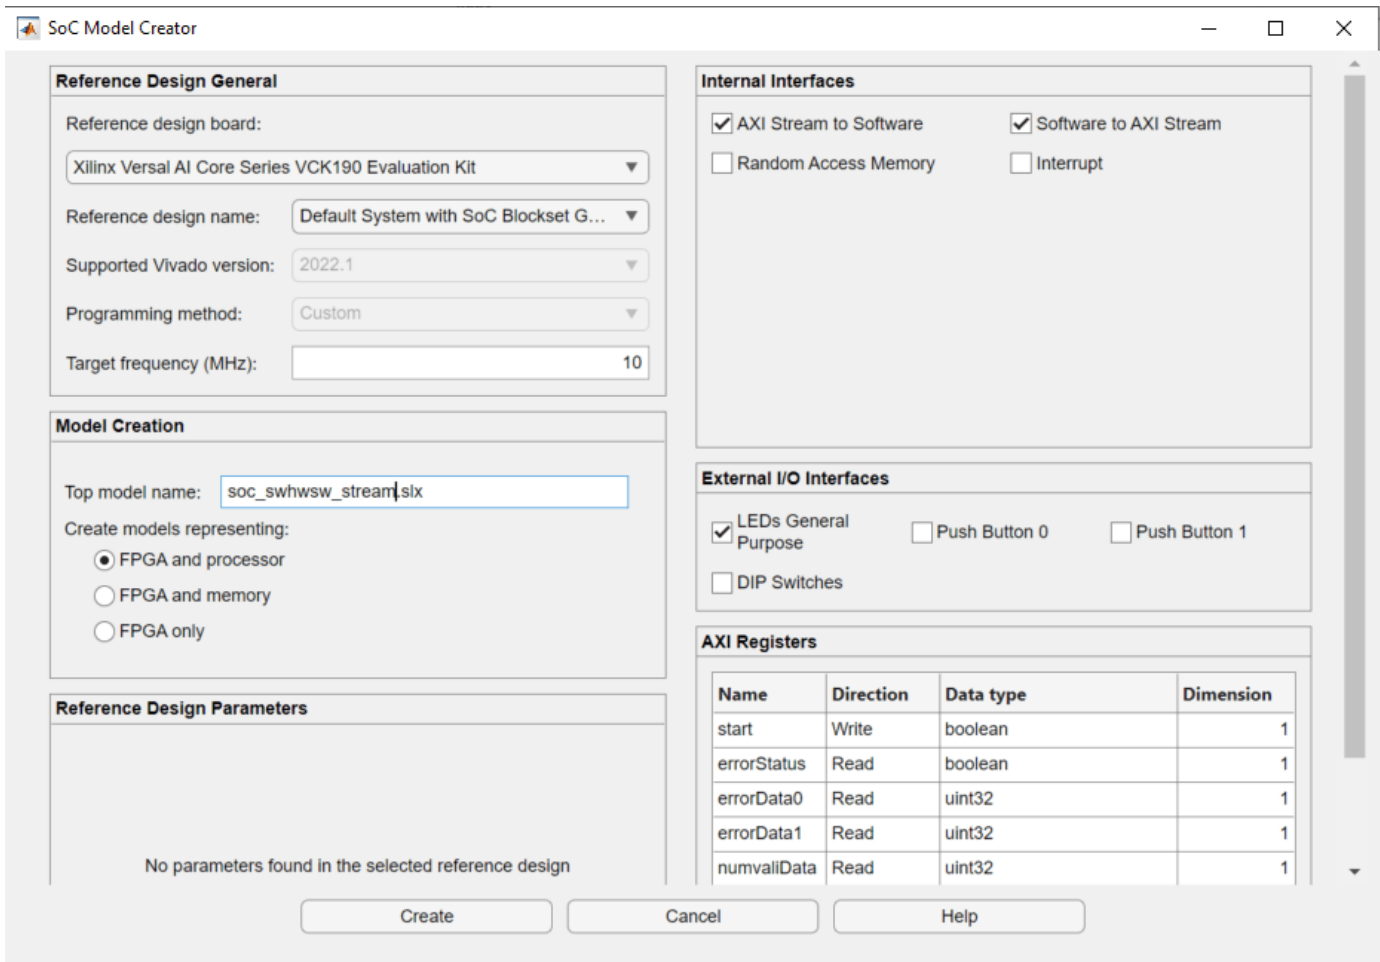 SoC Model Creator
Reference Design General
Reference design board:
Xilinx Versal AI Core Series VCK190 Evaluation Kit
Reference design name:
Default System with SoC Blockset G...
Supported Vivado version:
2022.1
Programming method:
Custom
Target frequency (MHz):
10
Model Creation
Top model name:
soc_swhwsw_stream.slx
Create models representing:
FPGA and processor
FPGA and memory
FPGA only
Reference Design Parameters
No parameters found in the selected reference design
Internal Interfaces
AXI Stream to Software
Software to AXI Stream
Random Access Memory
Interrupt
External I/O Interfaces
LEDs General
Purpose
Push Button 0
Push Button 1
DIP Switches
AXI Registers
Name Direction Data type Dimension
start Write boolean 1
errorStatus Read boolean 1
errorData0 Read uint32 1
errorData1 Read uint32 1
numvaliData Read uint32 1
Create
Cancel
Help